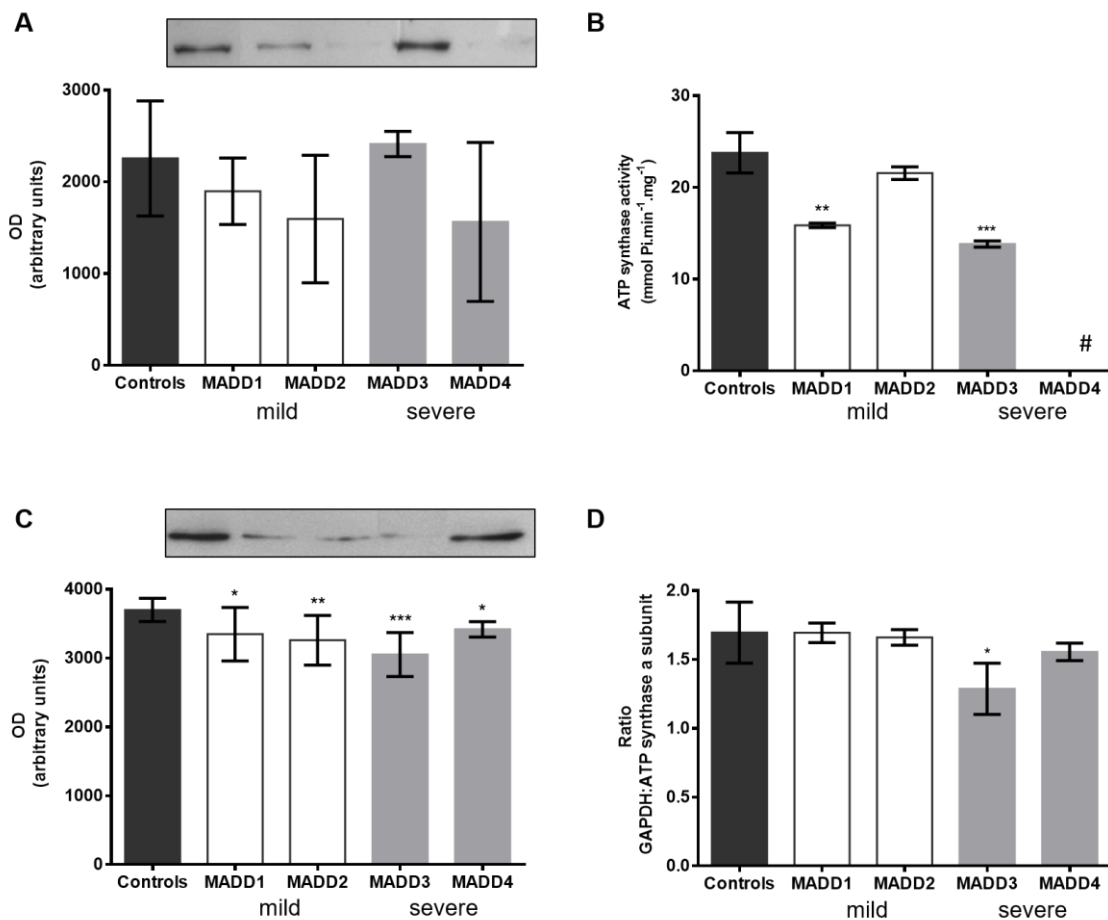 A
3000
2000
1000
0
OD
(arbitrary units)
Controls MADD1 MADD2 MADD3 MADD4
mild severe
B
30
20
10
0
ATP synthase activity
(mmol Pi.min⁻¹.mg⁻¹)
**
***
#
Controls MADD1 MADD2 MADD3 MADD4
mild severe
C
4000
3000
2000
1000
0
OD
(arbitrary units)
*
**
***
*
Controls MADD1 MADD2 MADD3 MADD4
mild severe
D
2.0
1.5
1.0
0.5
0.0
Ratio
GAPDH:ATP synthase a subunit
*
Controls MADD1 MADD2 MADD3 MADD4
mild severe